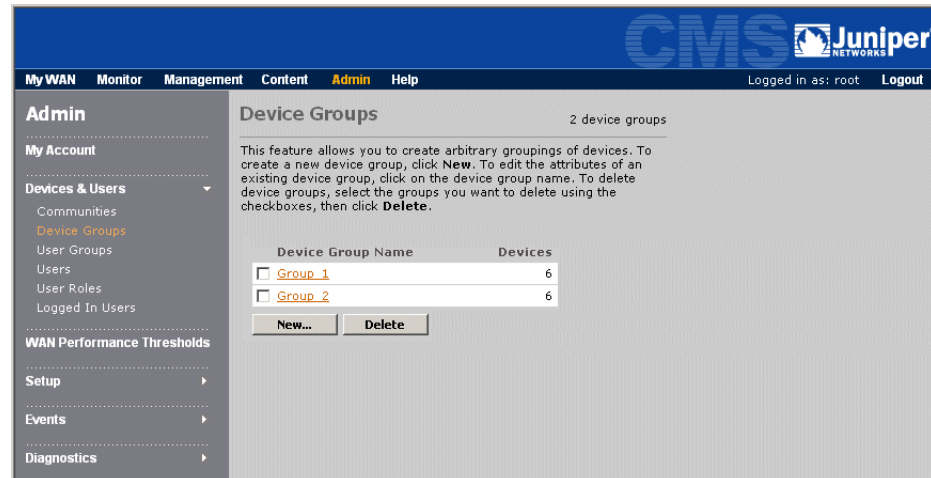 CMS
Juniper
NETWORKS
My WAN Monitor Management Content Admin Help
Logged in as: root Logout
Admin
My Account
Devices & Users
Communities
Device Groups
User Groups
Users
User Roles
Logged In Users
WAN Performance Thresholds
Setup
Events
Diagnostics
Device Groups
2 device groups
This feature allows you to create arbitrary groupings of devices. To
create a new device group, click New. To edit the attributes of an
existing device group, click on the device group name. To delete
device groups, select the groups you want to delete using the
checkboxes, then click Delete.
Device Group Name Devices
Group_1 6
Group_2 6
New... Delete